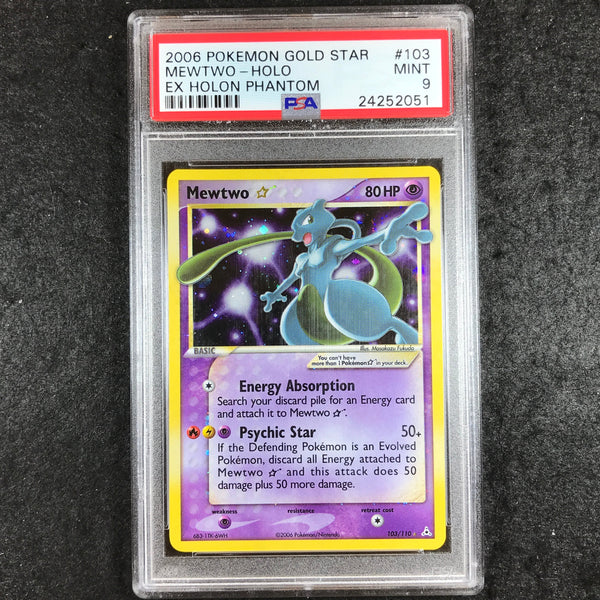 2006 POKEMON GOLD STAR #103
MEWTWO - HOLO MINT
EX HOLON PHANTOM 9
PSA 24252051
Mewtwo ☆ 80 HP
BASIC
Illus. Masakazu Fukuda
You can't have
more than 1 Pokémon ☆ in your deck.
Energy Absorption
Search your discard pile for an Energy card
and attach it to Mewtwo ☆.
Psychic Star 50+
If the Defending Pokémon is an Evolved
Pokémon, discard all Energy attached to
Mewtwo ☆ and this attack does 50
damage plus 50 more damage.
weakness resistance retreat cost
683-1TK-6WH ©2006 Pokémon/Nintendo 103/110